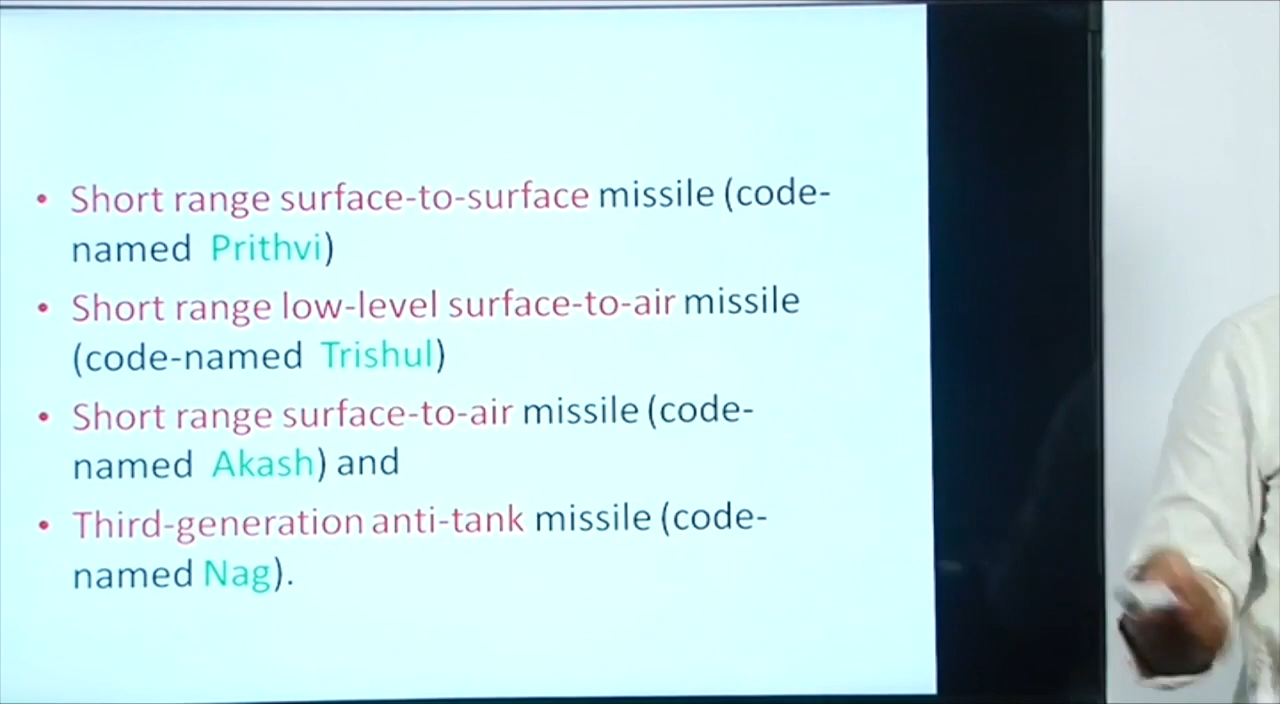 • Short range surface-to-surface missile (code-
named Prithvi)
• Short range low-level surface-to-air missile
(code-named Trishul)
• Short range surface-to-air missile (code-
named Akash) and
• Third-generation anti-tank missile (code-
named Nag).